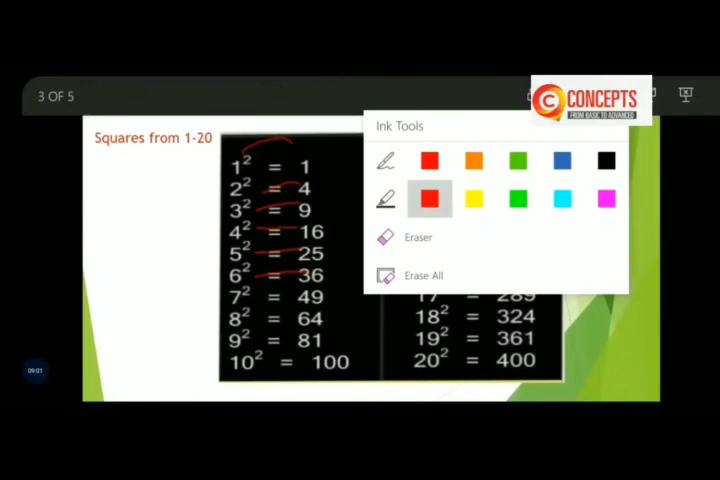 3 OF 5
C CONCEPTS
FROM BASIC TO ADVANCED
Ink Tools
Eraser
Erase All
Squares from 1-20
1² = 1
2² = 4
3² = 9
4² = 16
5² = 25
6² = 36
7² = 49
8² = 64
9² = 81
10² = 100
17² = 289
18² = 324
19² = 361
20² = 400
09:01